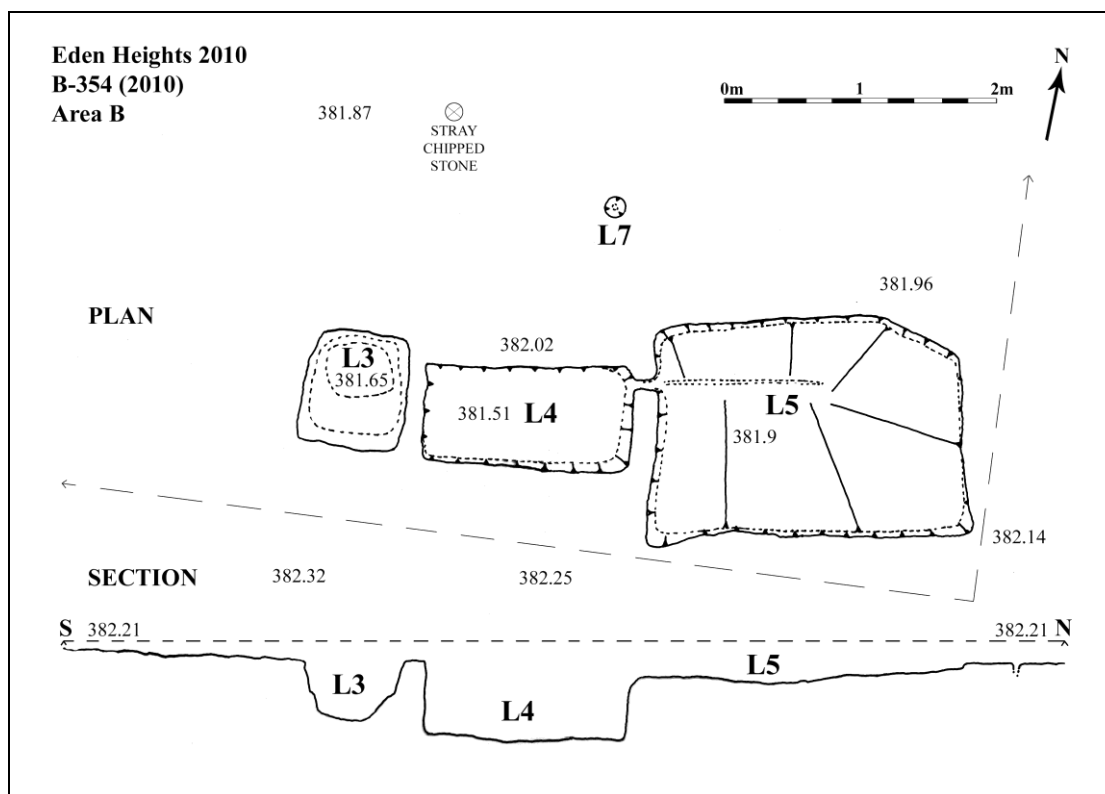 Eden Heights 2010
B-354 (2010)
Area B
381.87
STRAY
CHIPPED
STONE
0m 1 2m
N
L7
381.96
PLAN
L3
381.65
382.02
381.51 L4
L5
381.9
382.14
SECTION
382.32
382.25
S 382.21
382.21 N
L3
L4
L5